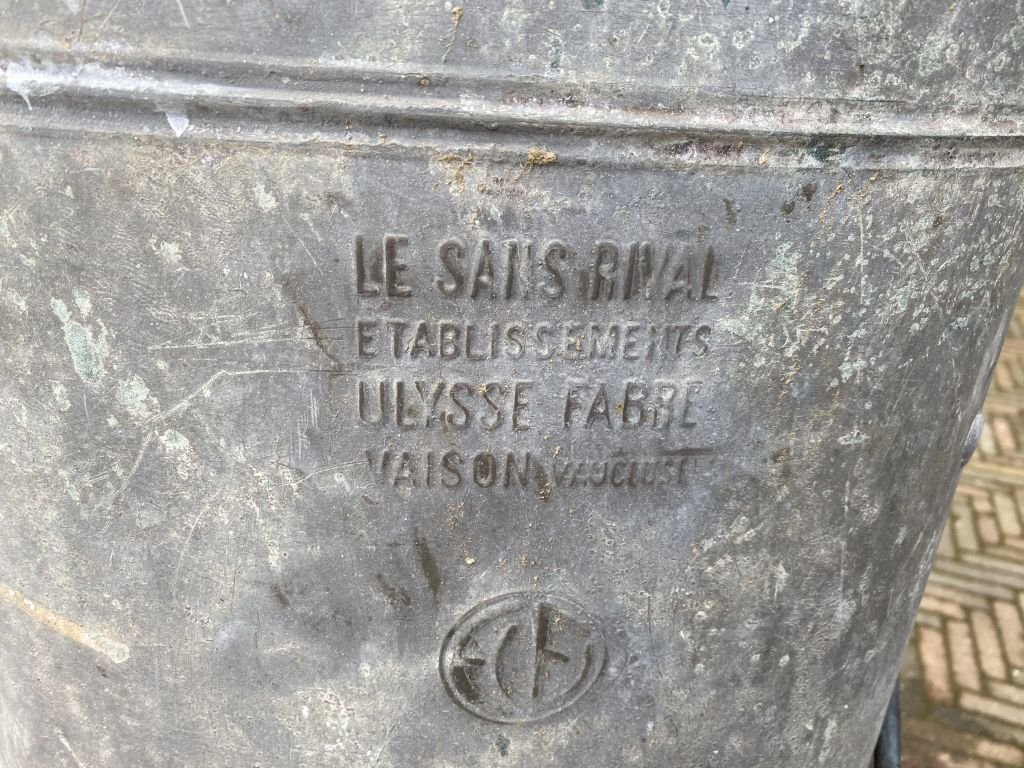 LE SANS RIVAL
ETABLISSEMENTS
ULYSSE FABRE
VAISON VAUCLUSE